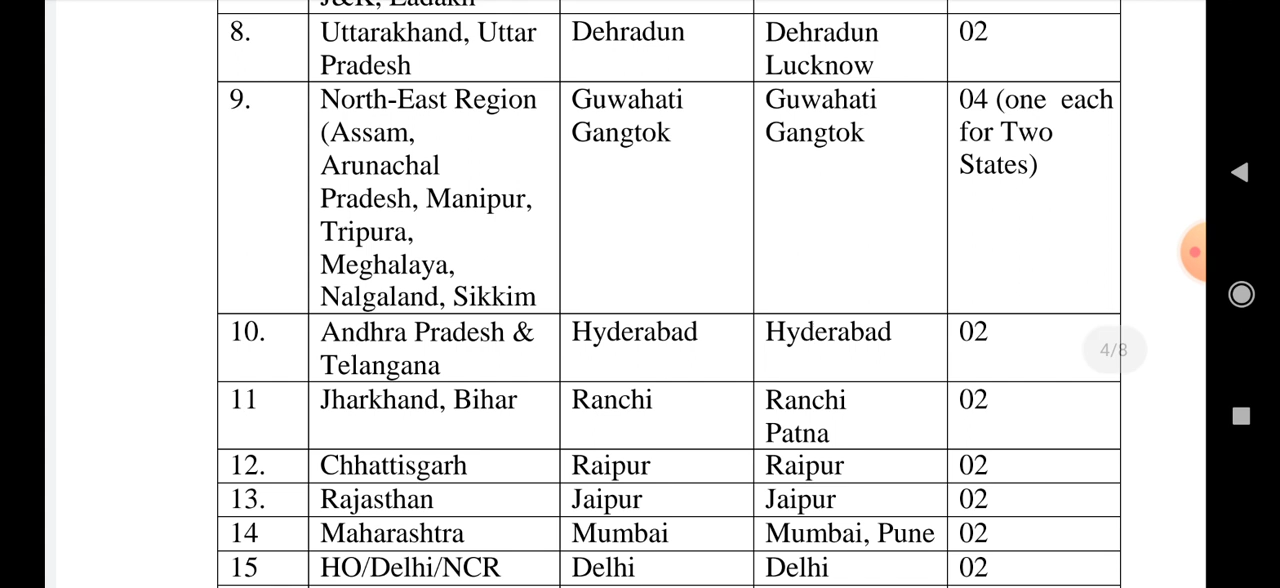 J&K, Ladakh
8. Uttarakhand, Uttar Dehradun Dehradun 02
Pradesh Lucknow
9. North-East Region Guwahati Guwahati 04 (one each
(Assam, Gangtok Gangtok for Two
Arunachal States)
Pradesh, Manipur,
Tripura,
Meghalaya,
Nalgaland, Sikkim
10. Andhra Pradesh & Hyderabad Hyderabad 02
Telangana
4/8
11 Jharkhand, Bihar Ranchi Ranchi 02
Patna
12. Chhattisgarh Raipur Raipur 02
13. Rajasthan Jaipur Jaipur 02
14 Maharashtra Mumbai Mumbai, Pune 02
15 HO/Delhi/NCR Delhi Delhi 02